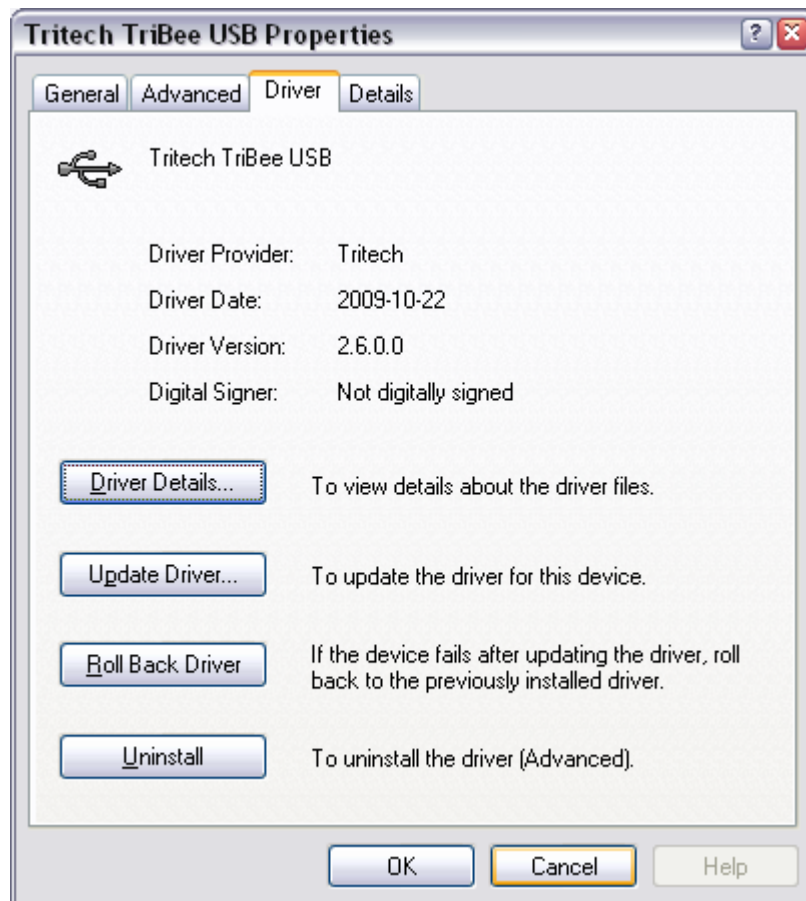 Tritech TriBee USB Properties
General Advanced Driver Details
Tritech TriBee USB
Driver Provider: Tritech
Driver Date: 2009-10-22
Driver Version: 2.6.0.0
Digital Signer: Not digitally signed
Driver Details... To view details about the driver files.
Update Driver... To update the driver for this device.
Roll Back Driver If the device fails after updating the driver, roll
back to the previously installed driver.
Uninstall To uninstall the driver (Advanced).
OK Cancel Help